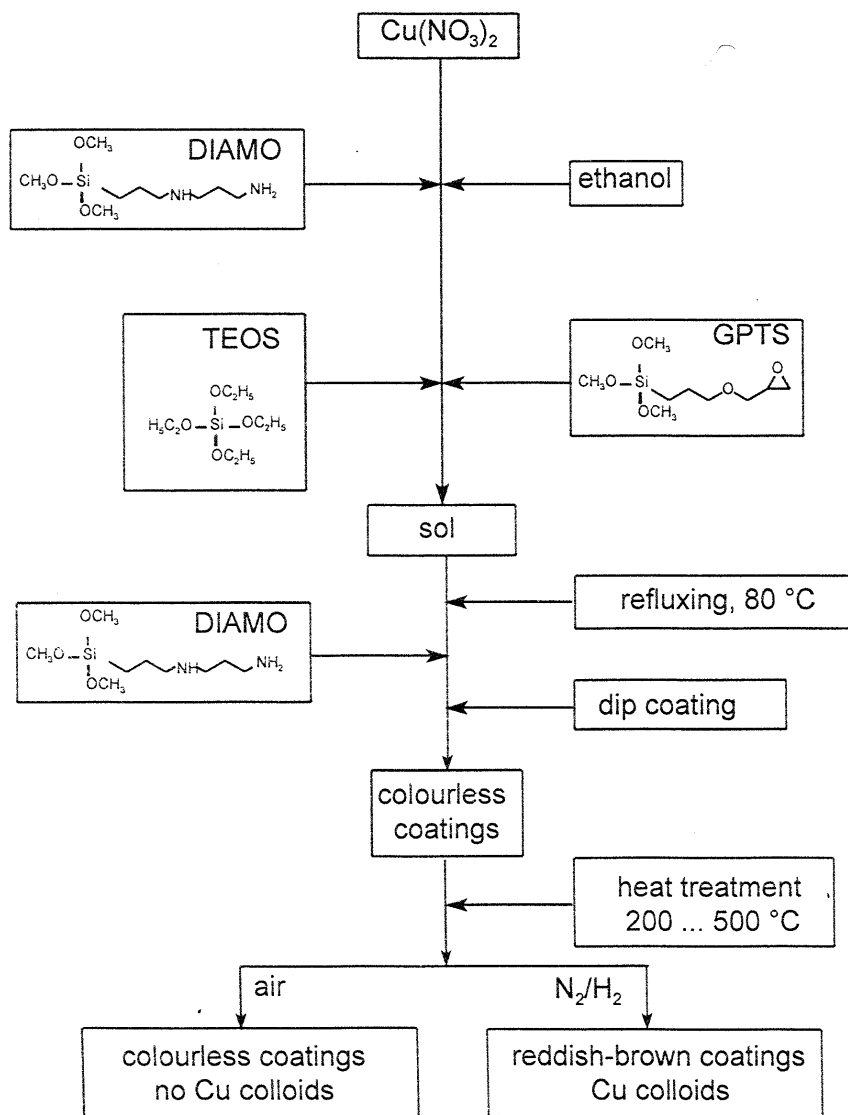 Cu(NO₃)₂
DIAMO
OCH₃
CH₃O–Si
OCH₃
NH
NH₂
ethanol
TEOS
OC₂H₅
H₅C₂O–Si–OC₂H₅
OC₂H₅
GPTS
OCH₃
CH₃O–Si
OCH₃
O
O
sol
refluxing, 80 °C
DIAMO
OCH₃
CH₃O–Si
OCH₃
NH
NH₂
dip coating
colourless
coatings
heat treatment
200 ... 500 °C
air
N₂/H₂
colourless coatings
no Cu colloids
reddish-brown coatings
Cu colloids